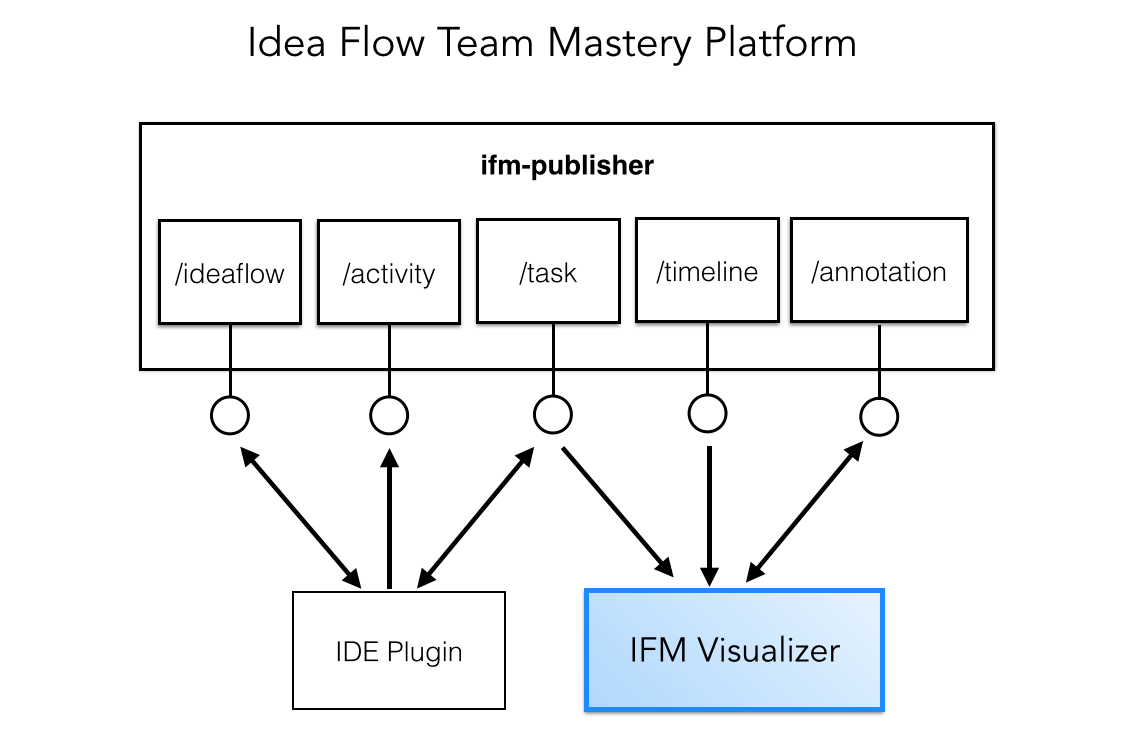 Idea Flow Team Mastery Platform
ifm-publisher
/ideaflow
/activity
/task
/timeline
/annotation
IDE Plugin
IFM Visualizer